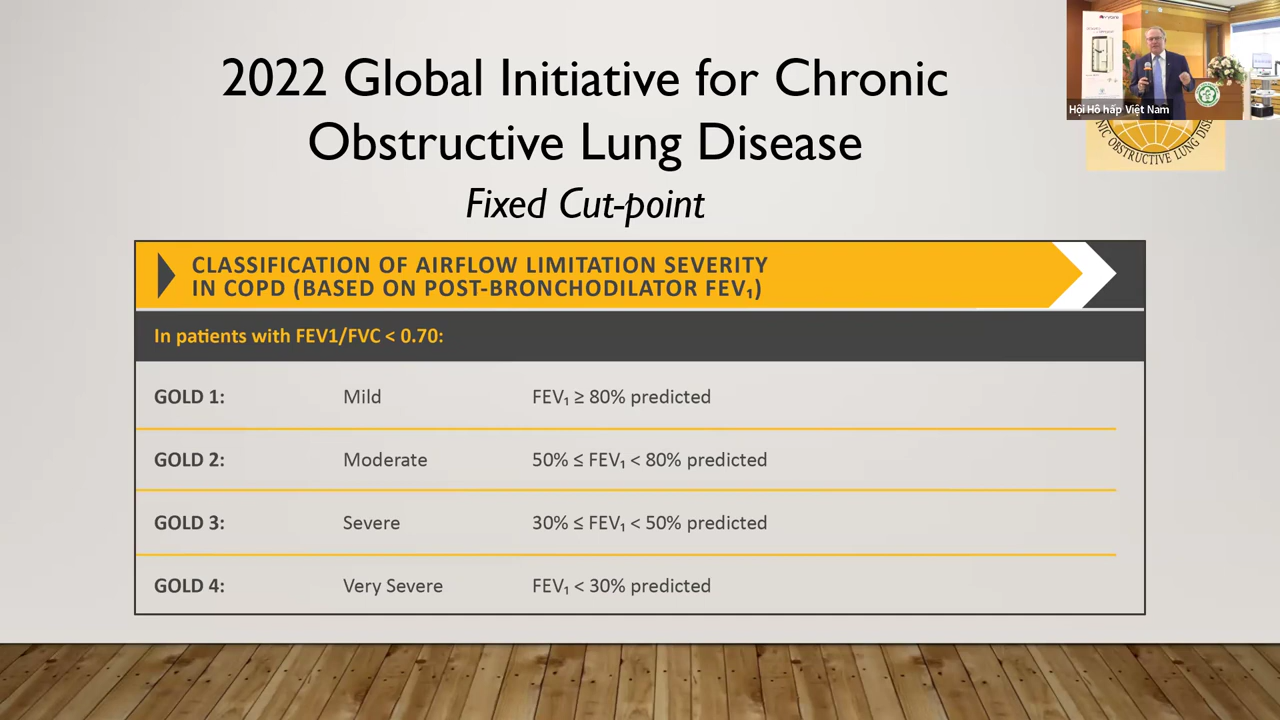 2022 Global Initiative for Chronic
Obstructive Lung Disease
Fixed Cut-point
Hội Hô hấp Việt Nam
OBSTRUCTIVE LUNG
CLASSIFICATION OF AIRFLOW LIMITATION SEVERITY
IN COPD (BASED ON POST-BRONCHODILATOR FEV₁)
In patients with FEV1/FVC < 0.70:
GOLD 1: Mild FEV₁ ≥ 80% predicted
GOLD 2: Moderate 50% ≤ FEV₁ < 80% predicted
GOLD 3: Severe 30% ≤ FEV₁ < 50% predicted
GOLD 4: Very Severe FEV₁ < 30% predicted